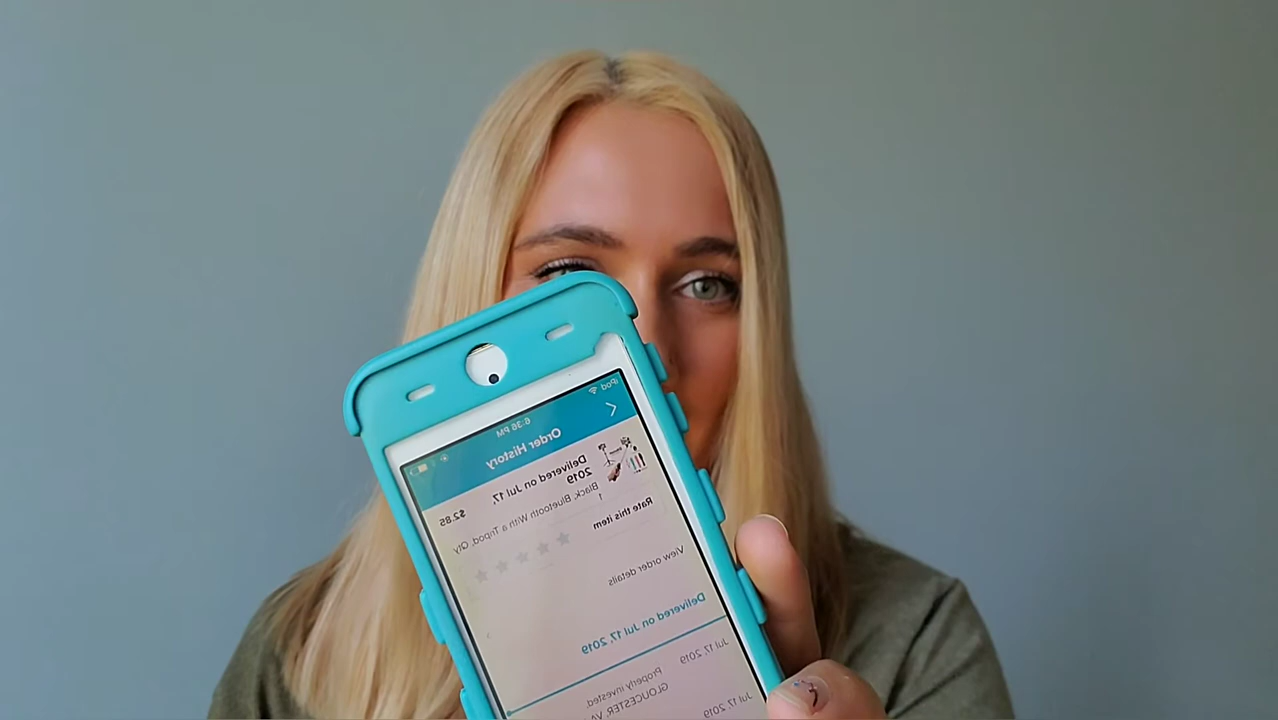 iPod
6:36 PM
Order History
Delivered on Jul 17,
2019
$2.85
Black, Bluetooth With a Tripod, Qty
1
Rate this item
View order details
Delivered on Jul 17, 2019
Jul 17, 2019
Properly invested.
GLOUCESTER, VA
Jul 17, 2019